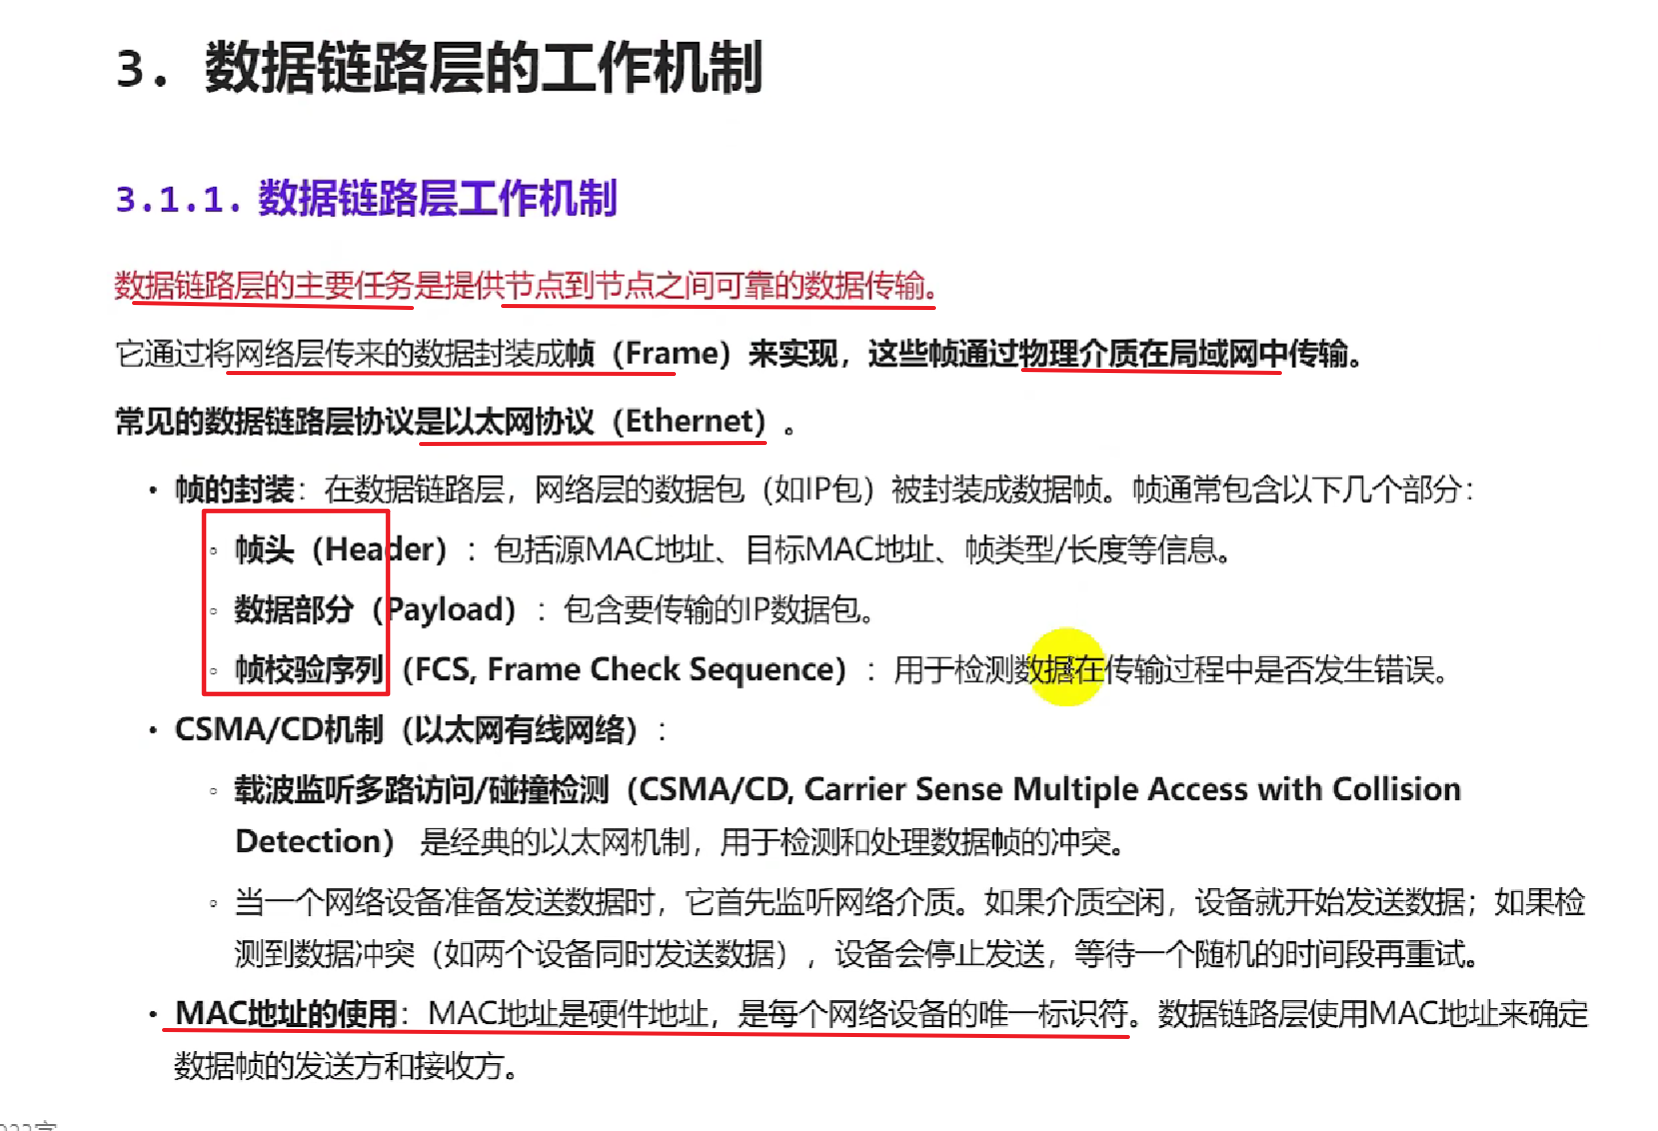 3. 数据链路层的工作机制
3.1.1. 数据链路层工作机制
数据链路层的主要任务是提供节点到节点之间可靠的数据传输。
它通过将网络层传来的数据封装成帧（Frame）来实现，这些帧通过物理介质在局域网中传输。
常见的数据链路层协议是以太网协议（Ethernet）。
• 帧的封装：在数据链路层，网络层的数据包（如IP包）被封装成数据帧。帧通常包含以下几个部分：
◦ 帧头（Header）：包括源MAC地址、目标MAC地址、帧类型/长度等信息。
◦ 数据部分（Payload）：包含要传输的IP数据包。
◦ 帧校验序列（FCS, Frame Check Sequence）：用于检测数据在传输过程中是否发生错误。
• CSMA/CD机制（以太网有线网络）：
◦ 载波监听多路访问/碰撞检测（CSMA/CD, Carrier Sense Multiple Access with Collision
Detection） 是经典的以太网机制，用于检测和处理数据帧的冲突。
◦ 当一个网络设备准备发送数据时，它首先监听网络介质。如果介质空闲，设备就开始发送数据；如果检
测到数据冲突（如两个设备同时发送数据），设备会停止发送，等待一个随机的时间段再重试。
• MAC地址的使用：MAC地址是硬件地址，是每个网络设备的唯一标识符。数据链路层使用MAC地址来确定
数据帧的发送方和接收方。